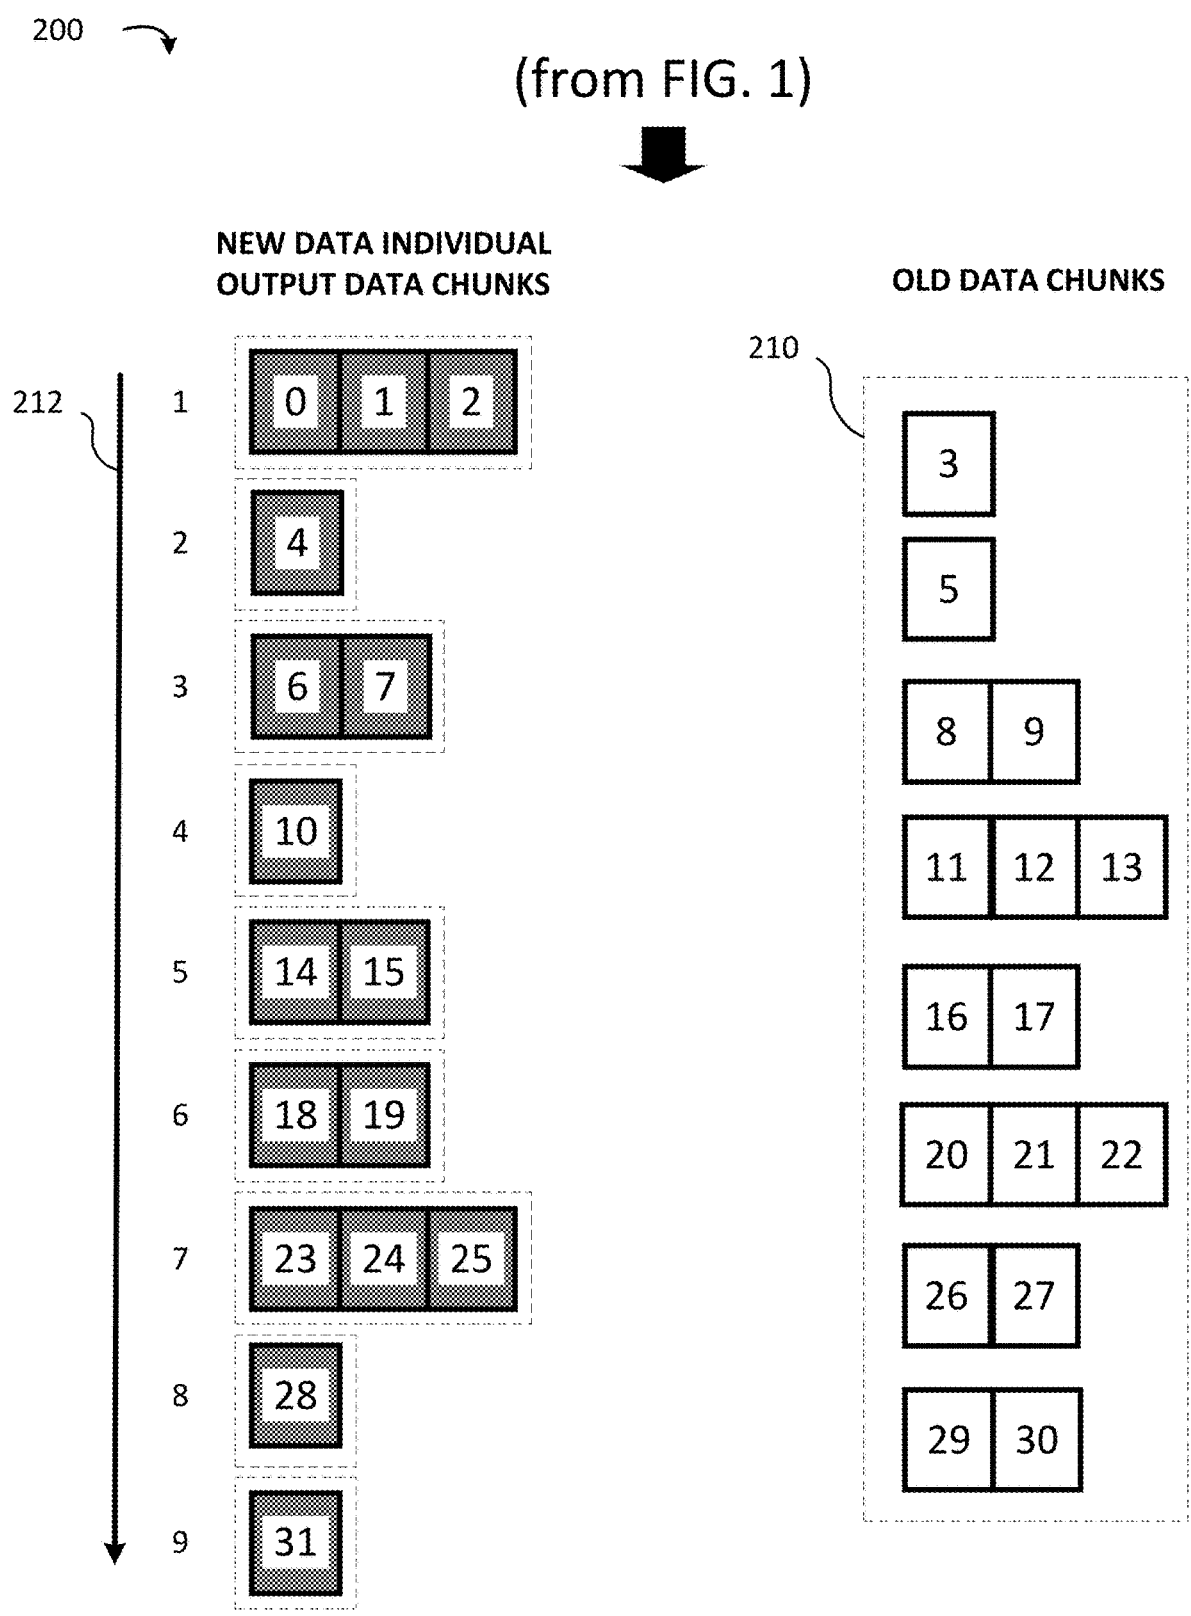 200
(from FIG. 1)
NEW DATA INDIVIDUAL
OUTPUT DATA CHUNKS
212
1 0 1 2
2 4
3 6 7
4 10
5 14 15
6 18 19
7 23 24 25
8 28
9 31
OLD DATA CHUNKS
210
3
5
8 9
11 12 13
16 17
20 21 22
26 27
29 30